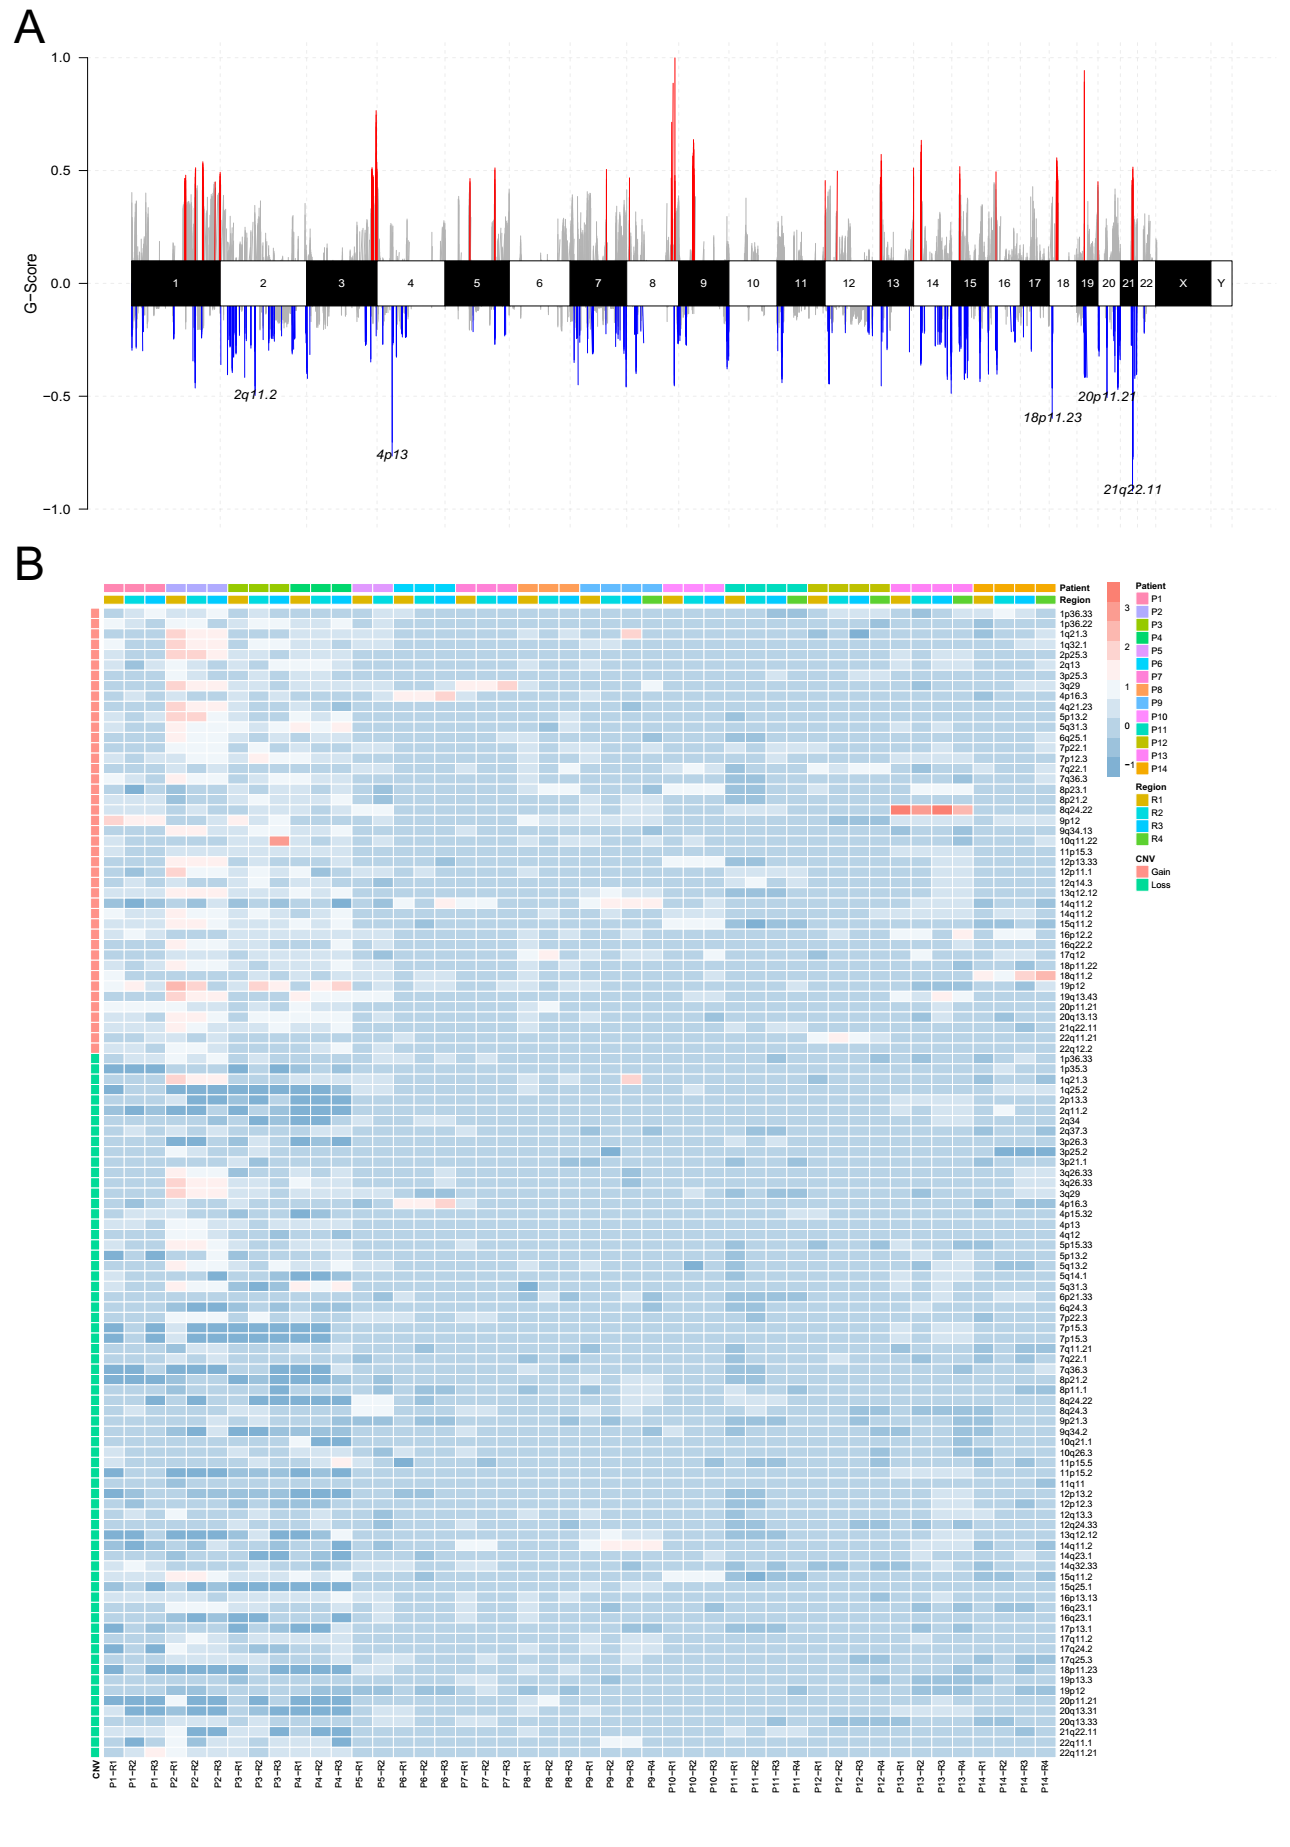 A
1.0
0.5
0.0
−0.5
−1.0
G−Score
1 2 3 4 5 6 7 8 9 10 11 12 13 14 15 16 17 18 19 20 21 22 X Y
2q11.2
20p11.21
18p11.23
4p13
21q22.11
B
Patient
Region
1p36.33
1p36.22
1q21.3
1q32.1
2p25.3
2q13
3p25.3
3q29
4p16.3
4q21.23
5p13.2
5q31.3
6q25.1
7p22.1
7p12.3
7q22.1
7q36.3
8p23.1
8p21.2
8q24.22
9p12
9q34.13
10q11.22
11p15.3
12p13.33
12p11.1
12q14.3
13q12.12
14q11.2
14q11.2
15q11.2
16p12.2
16q22.2
17q12
18p11.22
18q11.2
19p12
19q13.43
20p11.21
20q13.13
21q22.11
22q11.21
22q12.2
1p36.33
1p35.3
1q21.3
1q25.2
2p13.3
2q11.2
2q34
2q37.3
3p26.3
3p25.2
3p21.1
3q26.33
3q26.33
3q29
4p16.3
4p15.32
4p13
4q12
5p15.33
5p13.2
5q13.2
5q14.1
5q31.3
6p21.33
6q24.3
7p22.3
7p15.3
7p15.3
7q11.21
7q22.1
7q36.3
8p21.2
8p11.1
8q24.22
8q24.3
9p21.3
9q34.2
10q21.1
10q26.3
11p15.5
11p15.2
11q11
12p13.2
12p12.3
12q13.3
12q24.33
13q12.12
14q11.2
14q23.1
14q32.33
15q11.2
15q25.1
16p13.13
16q23.1
16q23.1
17p13.1
17q11.2
17q24.2
17q25.3
18p11.23
19p13.3
19p12
20p11.21
20q13.31
20q13.33
21q22.11
22q11.1
22q11.21
3
2
1
0
−1
Patient
P1
P2
P3
P4
P5
P6
P7
P8
P9
P10
P11
P12
P13
P14
Region
R1
R2
R3
R4
CNV
Gain
Loss
CNV P1−R1 P1−R2 P1−R3 P2−R1 P2−R2 P2−R3 P3−R1 P3−R2 P3−R3 P4−R1 P4−R2 P4−R3 P5−R1 P5−R2 P6−R1 P6−R2 P6−R3 P7−R1 P7−R2 P7−R3 P8−R1 P8−R2 P8−R3 P9−R1 P9−R2 P9−R3 P9−R4 P10−R1 P10−R2 P10−R3 P11−R1 P11−R2 P11−R3 P11−R4 P12−R1 P12−R2 P12−R3 P12−R4 P13−R1 P13−R2 P13−R3 P13−R4 P14−R1 P14−R2 P14−R3 P14−R4